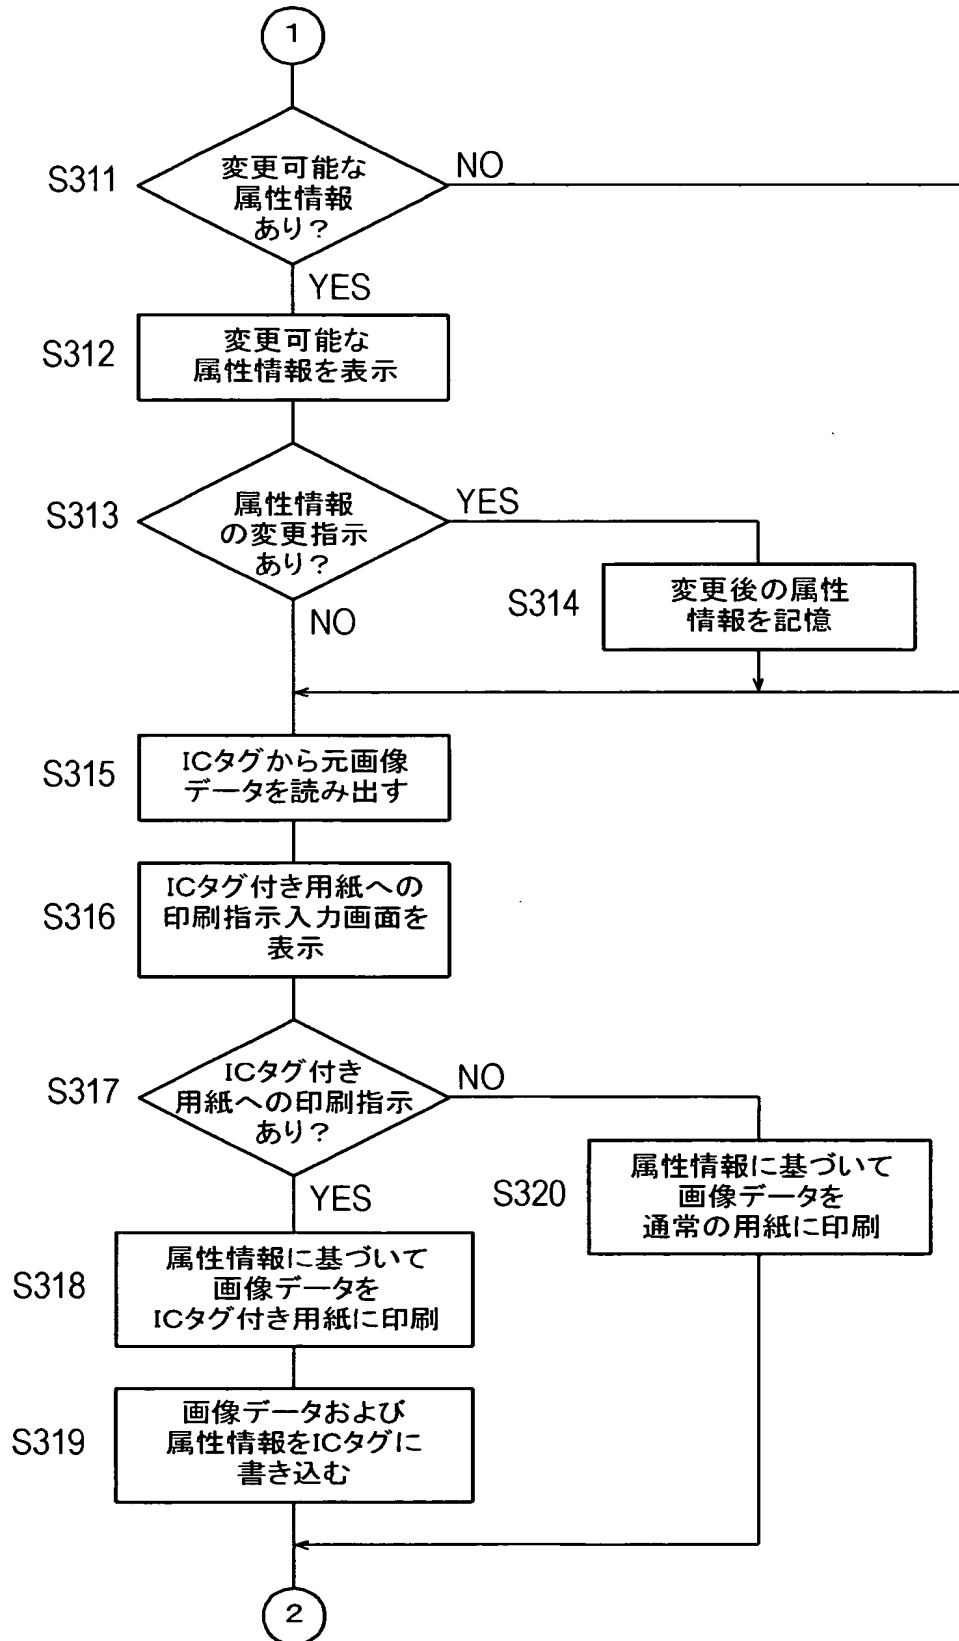 1
S311
変更可能な
属性情報
あり？
NO
YES
S312
変更可能な
属性情報を表示
S313
属性情報
の変更指示
あり？
YES
NO
S314
変更後の属性
情報を記憶
S315
ICタグから元画像
データを読み出す
S316
ICタグ付き用紙への
印刷指示入力画面を
表示
S317
ICタグ付き
用紙への印刷指示
あり？
NO
YES
S320
属性情報に基づいて
画像データを
通常の用紙に印刷
S318
属性情報に基づいて
画像データを
ICタグ付き用紙に印刷
S319
画像データおよび
属性情報をICタグに
書き込む
2